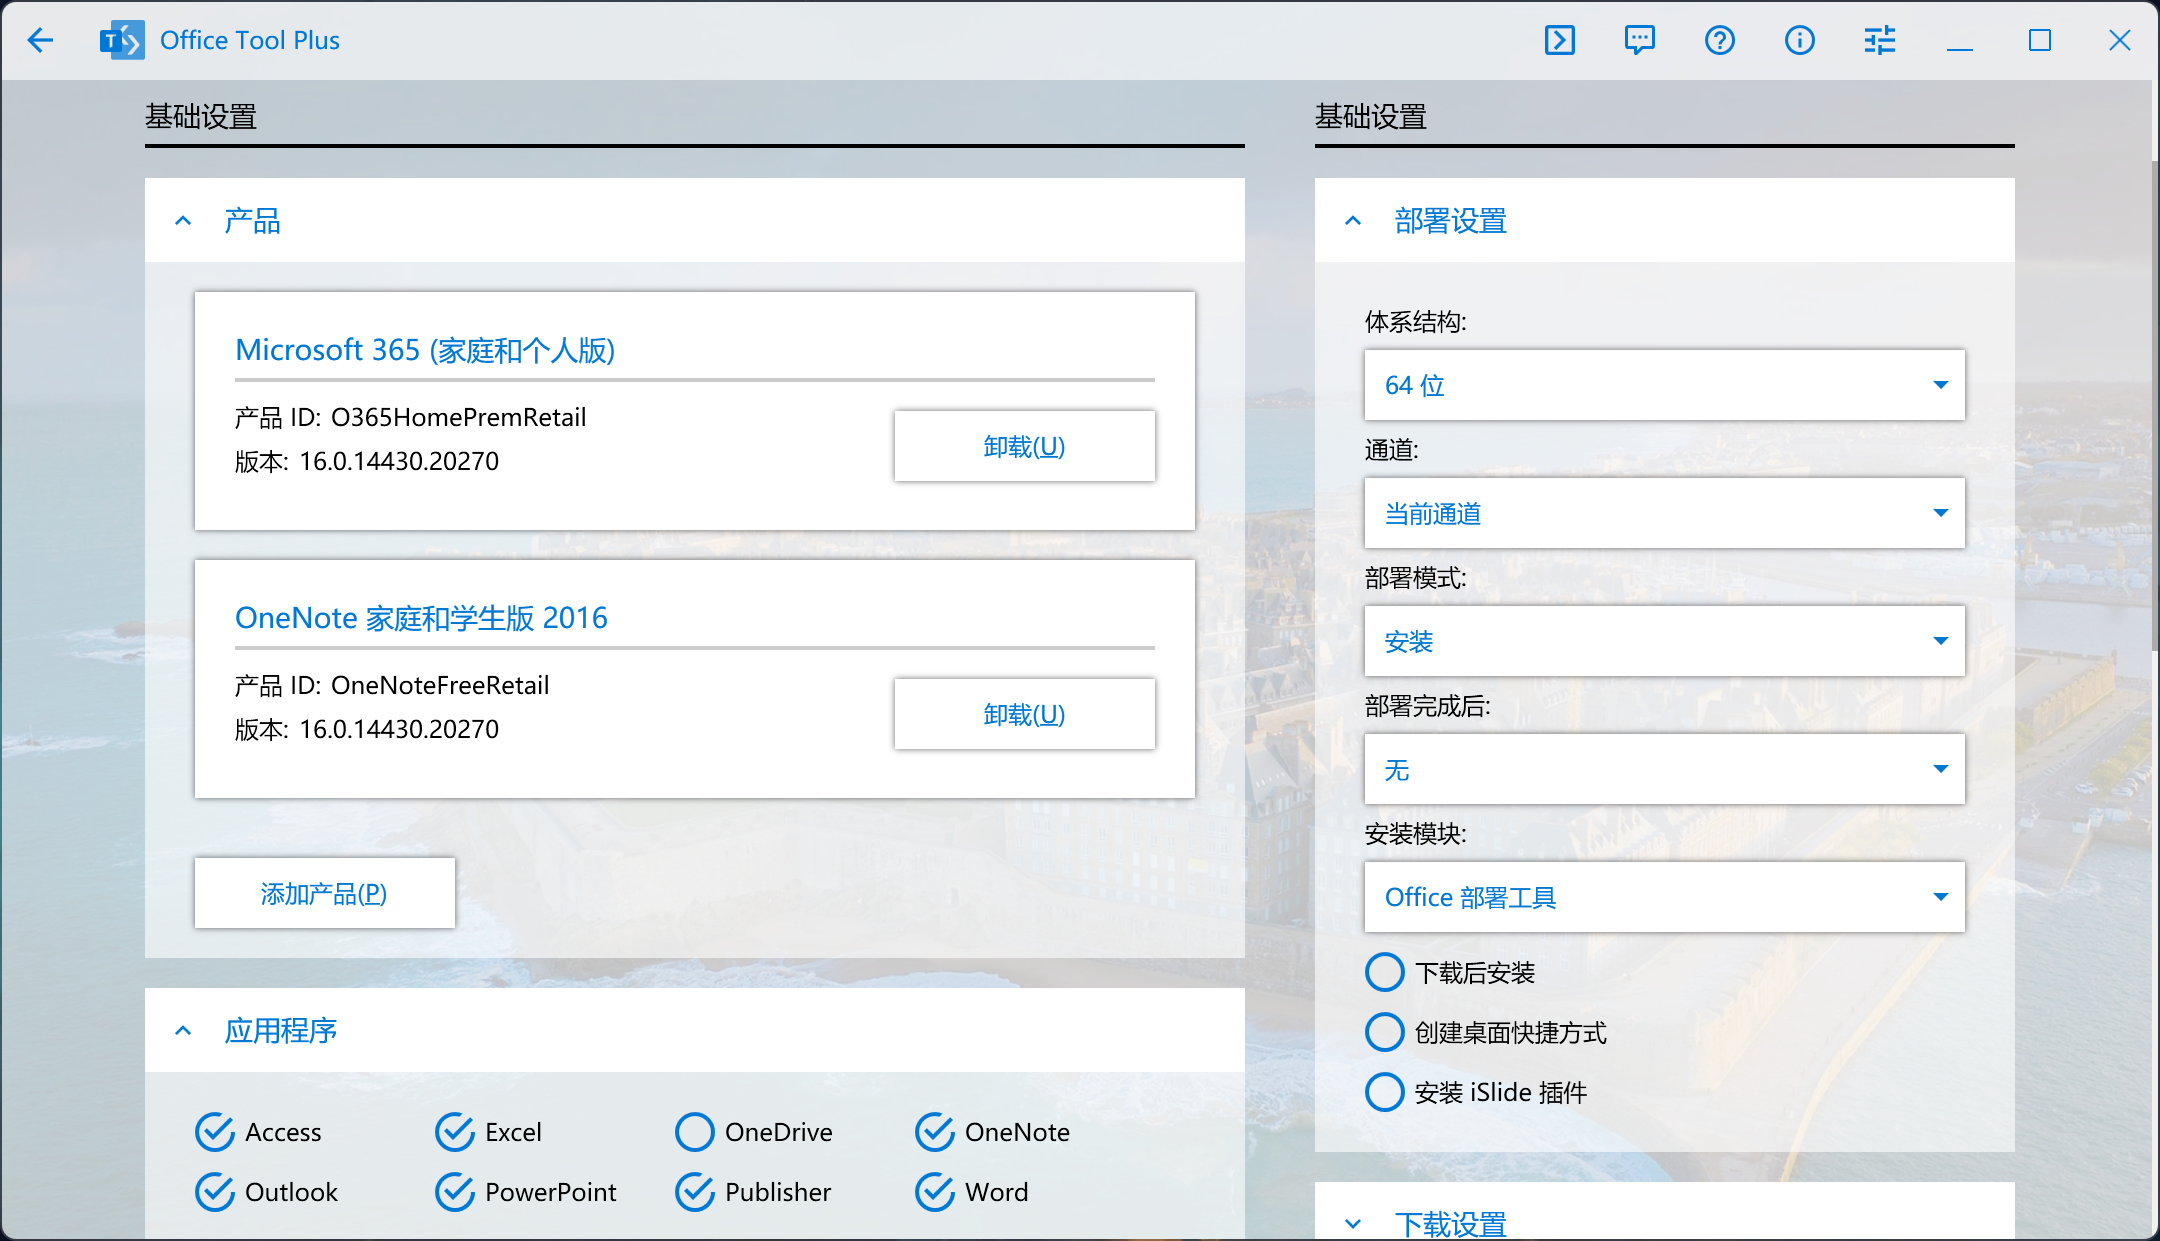 Office Tool Plus
基础设置
产品
Microsoft 365 (家庭和个人版)
产品 ID: O365HomePremRetail
版本: 16.0.14430.20270
卸载(U)
OneNote 家庭和学生版 2016
产品 ID: OneNoteFreeRetail
版本: 16.0.14430.20270
卸载(U)
添加产品(P)
应用程序
Access
Excel
OneDrive
OneNote
Outlook
PowerPoint
Publisher
Word
基础设置
部署设置
体系结构:
64 位
通道:
当前通道
部署模式:
安装
部署完成后:
无
安装模块:
Office 部署工具
下载后安装
创建桌面快捷方式
安装 iSlide 插件
下载设置